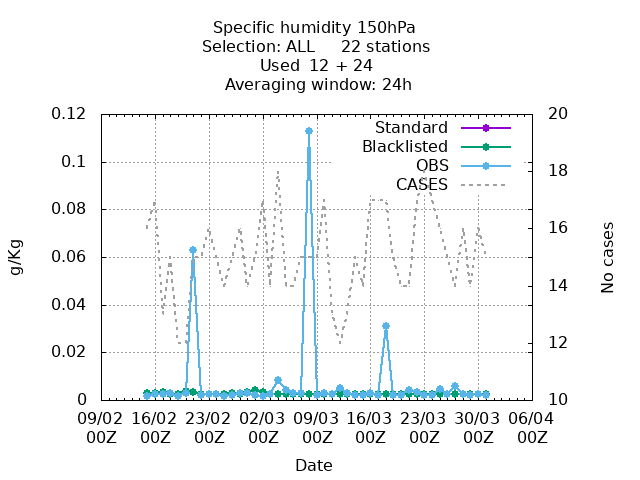 Specific humidity 150hPa
Selection: ALL 22 stations
Used 12 + 24
Averaging window: 24h
0.12 20
Standard
Blacklisted
OBS
CASES
0.1 18
0.08 16
0.06 14
0.04 12
0.02
0 10
g/Kg
No cases
09/02 16/02 23/02 02/03 09/03 16/03 23/03 30/03 06/04
00Z 00Z 00Z 00Z 00Z 00Z 00Z 00Z 00Z
Date